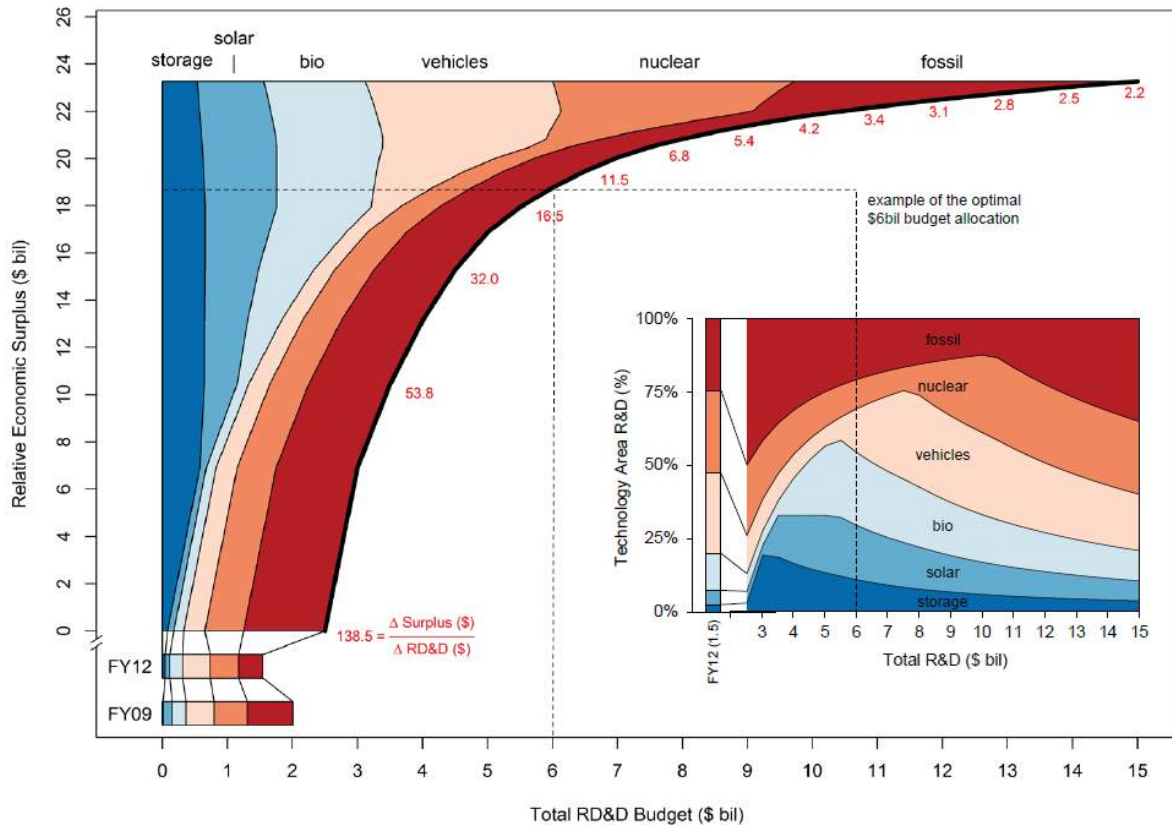 26
24
22
20
18
16
14
12
10
8
6
4
2
0
Relative Economic Surplus ($ bil)
storage
solar
bio
vehicles
nuclear
fossil
2.2
2.5
2.8
3.1
3.4
4.2
5.4
6.8
11.5
16.5
32.0
53.8
138.5 = Δ Surplus ($)
Δ RD&D ($)
example of the optimal
$6bil budget allocation
FY12
FY09
0 1 2 3 4 5 6 7 8 9 10 11 12 13 14 15
Total RD&D Budget ($ bil)
100%
75%
50%
25%
0%
Technology Area R&D (%)
fossil
nuclear
vehicles
bio
solar
storage
FY12 (1.5)
3 4 5 6 7 8 9 10 11 12 13 14 15
Total R&D ($ bil)